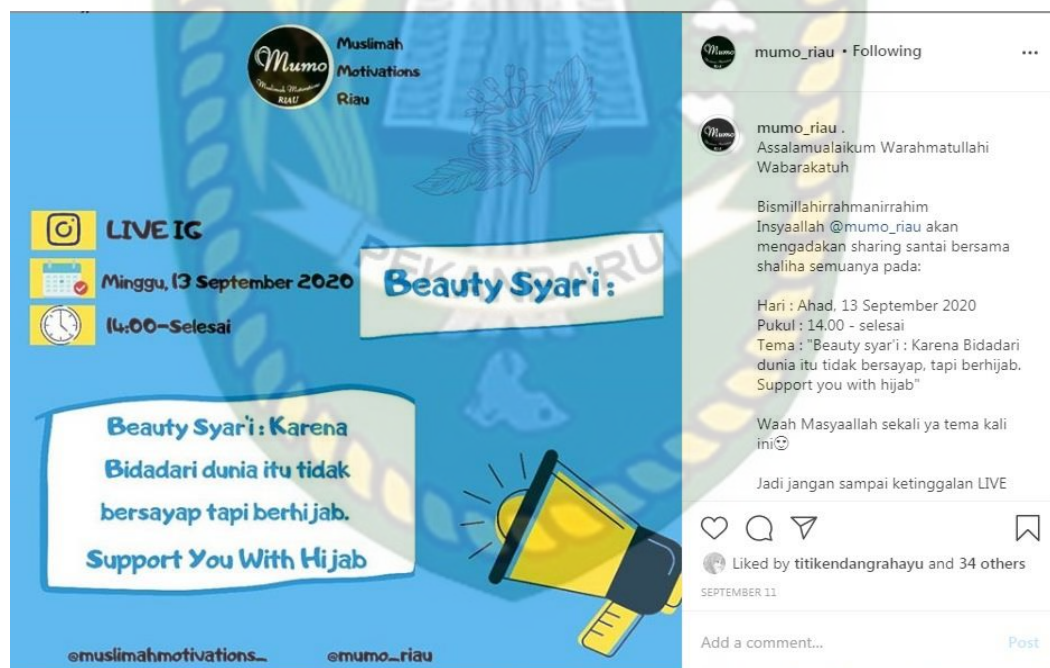 Mumo
Muslimah Motivations
RIAU
Muslimah
Motivations
Riau
LIVE IG
Minggu, 13 September 2020
14:00-Selesai
Beauty Syar'i:
Beauty Syar'i : Karena
Bidadari dunia itu tidak
bersayap tapi berhijab.
Support You With Hijab
@muslimahmotivations_
@mumo_riau
PEKANBARU
mumo_riau • Following
mumo_riau .
Assalamualaikum Warahmatullahi
Wabarakatuh
Bismillahirrahmanirrahim
Insyaallah @mumo_riau akan
mengadakan sharing santai bersama
shaliha semuanya pada:
Hari : Ahad, 13 September 2020
Pukul : 14.00 - selesai
Tema : "Beauty syar'i : Karena Bidadari
dunia itu tidak bersayap, tapi berhijab.
Support you with hijab"
Waah Masyaallah sekali ya tema kali
ini
Jadi jangan sampai ketinggalan LIVE
Liked by titikendangrahayu and 34 others
SEPTEMBER 11
Add a comment...
Post